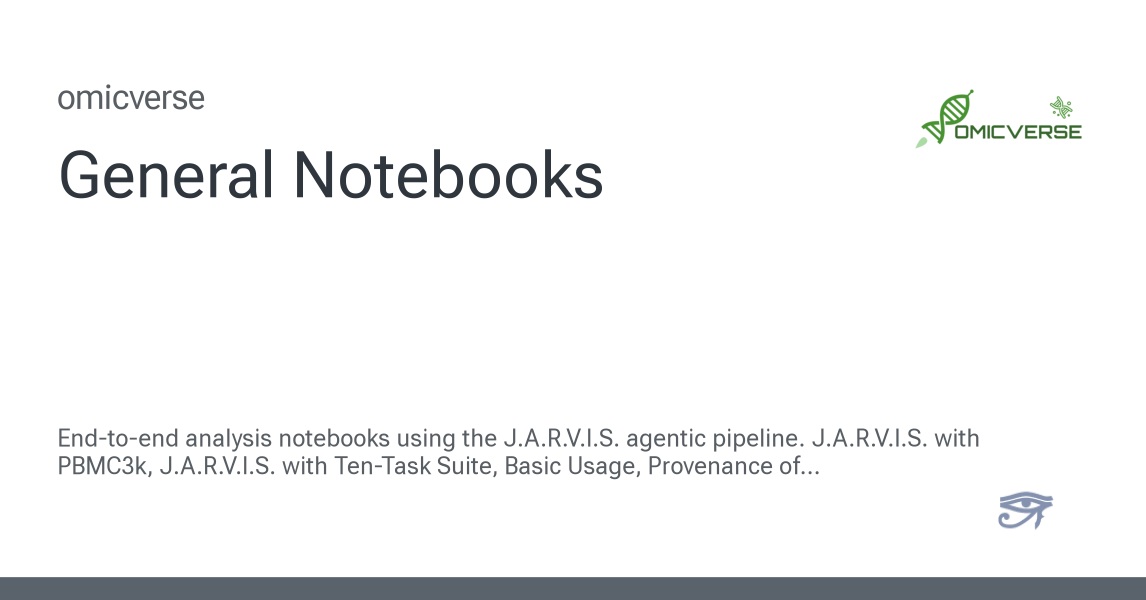 omicverse
OMICVERSE
General Notebooks
End-to-end analysis notebooks using the J.A.R.V.I.S. agentic pipeline. J.A.R.V.I.S. with
PBMC3k, J.A.R.V.I.S. with Ten-Task Suite, Basic Usage, Provenance of...